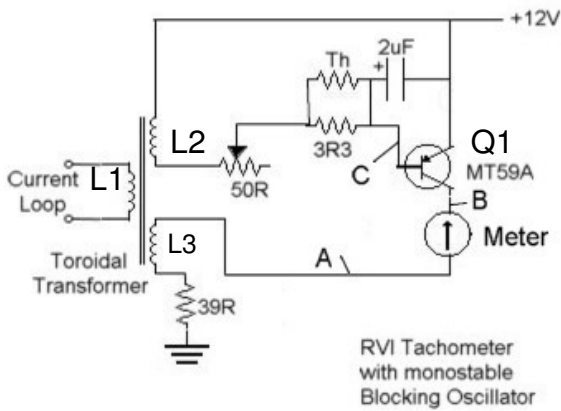 +12V
2uF
+
Th
L2
3R3
Q1
MT59A
L1
Current
Loop
50R
C
B
Meter
L3
A
Toroidal
Transformer
39R
RVI Tachometer
with monostable
Blocking Oscillator